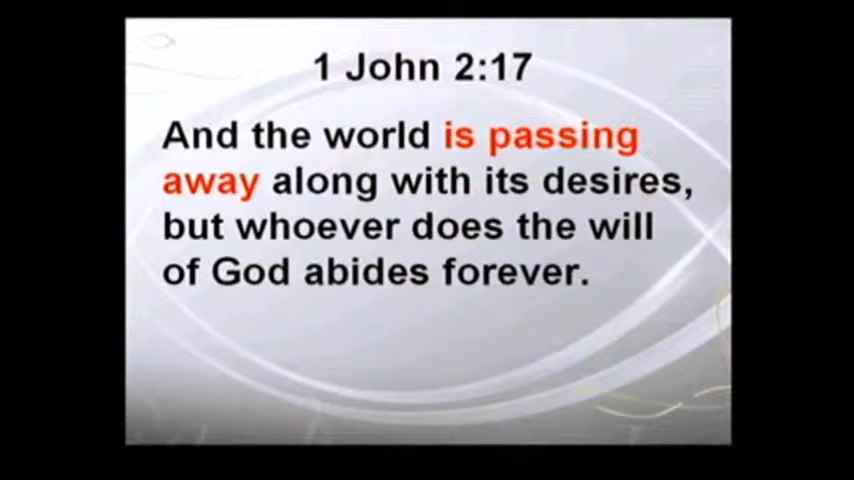 1 John 2:17
And the world is passing
away along with its desires,
but whoever does the will
of God abides forever.